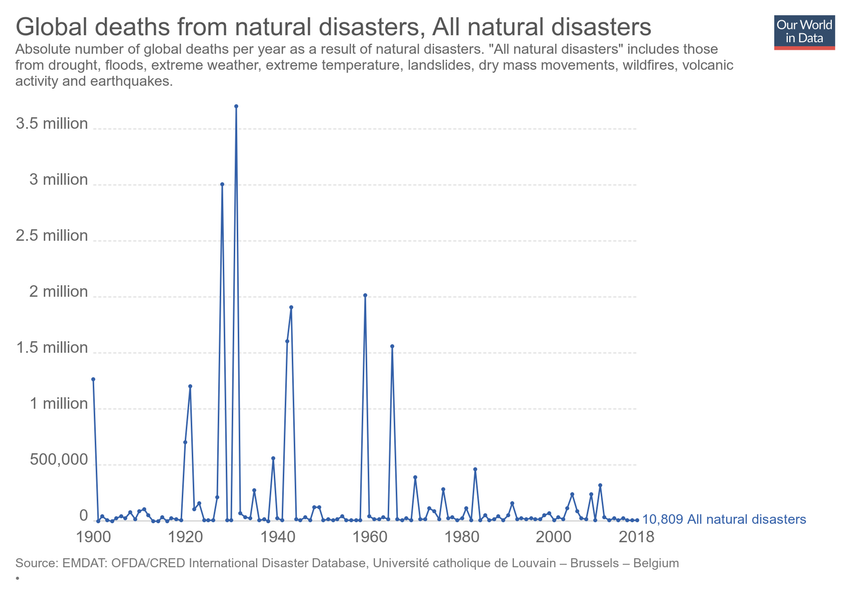 Global deaths from natural disasters, All natural disasters
Our World
in Data
Absolute number of global deaths per year as a result of natural disasters. "All natural disasters" includes those
from drought, floods, extreme weather, extreme temperature, landslides, dry mass movements, wildfires, volcanic
activity and earthquakes.
3.5 million
3 million
2.5 million
2 million
1.5 million
1 million
500,000
0
10,809 All natural disasters
1900 1920 1940 1960 1980 2000 2018
Source: EMDAT: OFDA/CRED International Disaster Database, Université catholique de Louvain – Brussels – Belgium
•